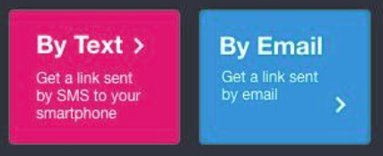 By Text >
Get a link sent
by SMS to your
smartphone
By Email
Get a link sent
by email
>